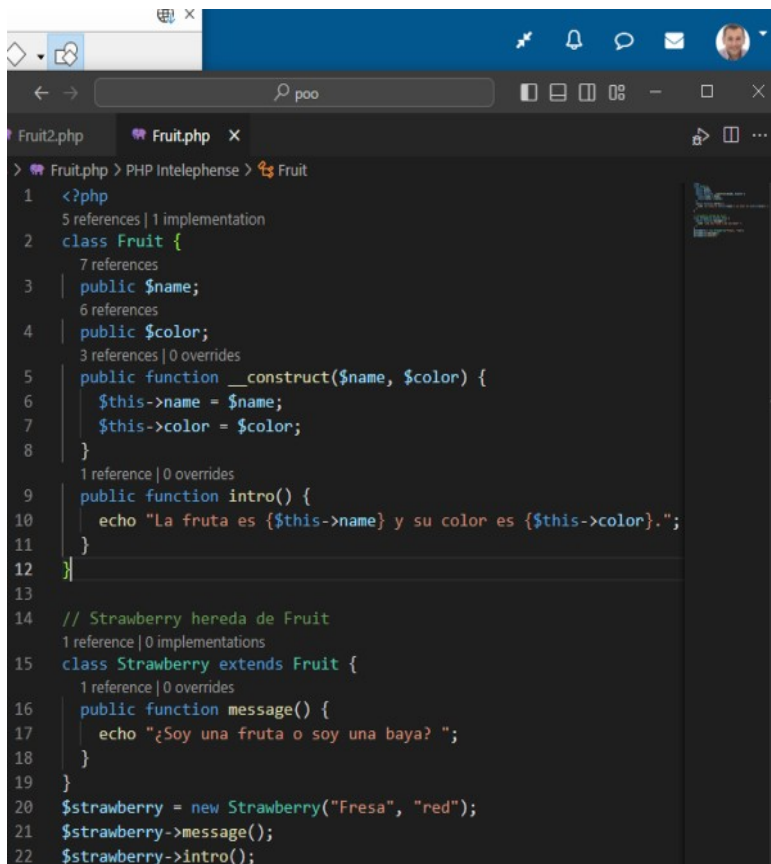 poo
Fruit2.php
Fruit.php
> Fruit.php > PHP Intelephense > Fruit
1 <?php
5 references | 1 implementation
2 class Fruit {
7 references
3 public $name;
6 references
4 public $color;
3 references | 0 overrides
5 public function __construct($name, $color) {
6 $this->name = $name;
7 $this->color = $color;
8 }
1 reference | 0 overrides
9 public function intro() {
10 echo "La fruta es {$this->name} y su color es {$this->color}.";
11 }
12 }
13
14 // Strawberry hereda de Fruit
1 reference | 0 implementations
15 class Strawberry extends Fruit {
1 reference | 0 overrides
16 public function message() {
17 echo "¿Soy una fruta o soy una baya? ";
18 }
19 }
20 $strawberry = new Strawberry("Fresa", "red");
21 $strawberry->message();
22 $strawberry->intro();